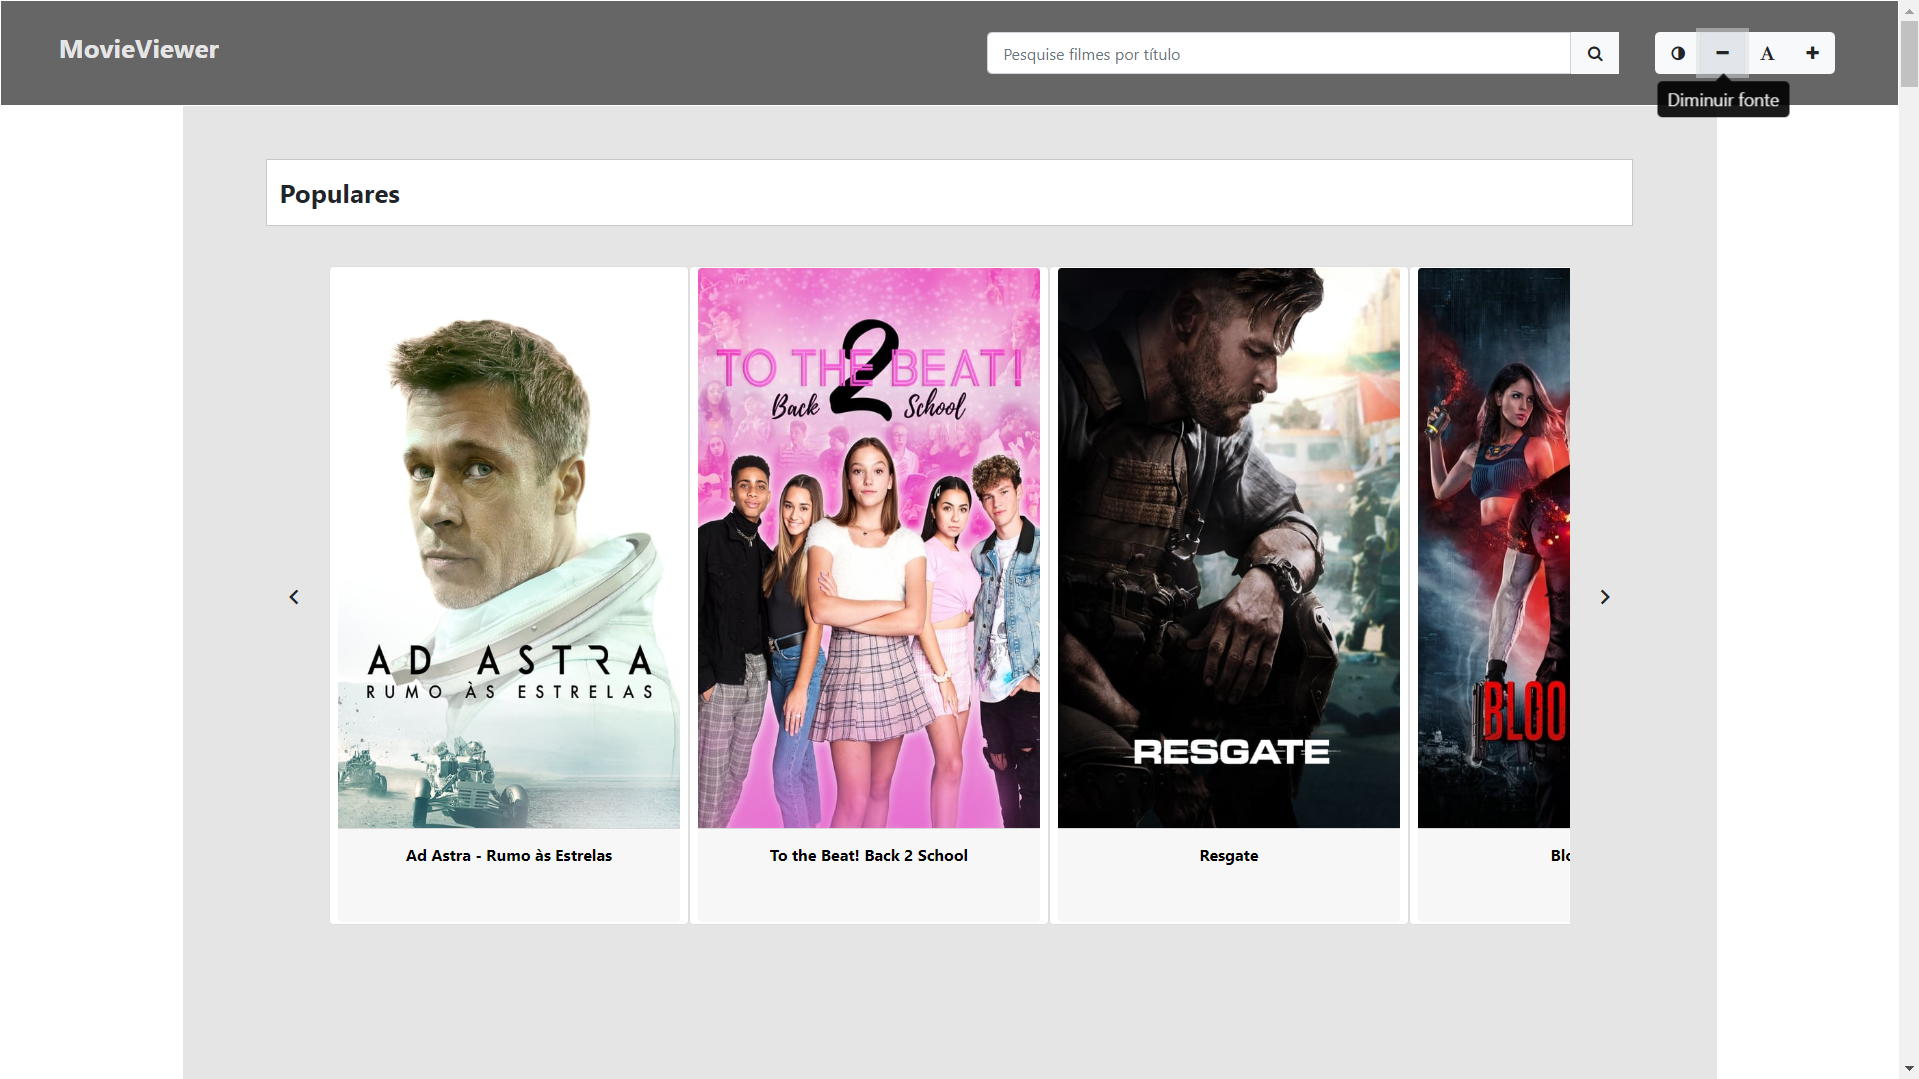 MovieViewer
Pesquise filmes por título
A
Diminuir fonte
Populares
TO THE BEAT!
2
Back School
AD ASTRA
RUMO ÀS ESTRELAS
RESGATE
BLOO
Ad Astra - Rumo às Estrelas
To the Beat! Back 2 School
Resgate
Blo